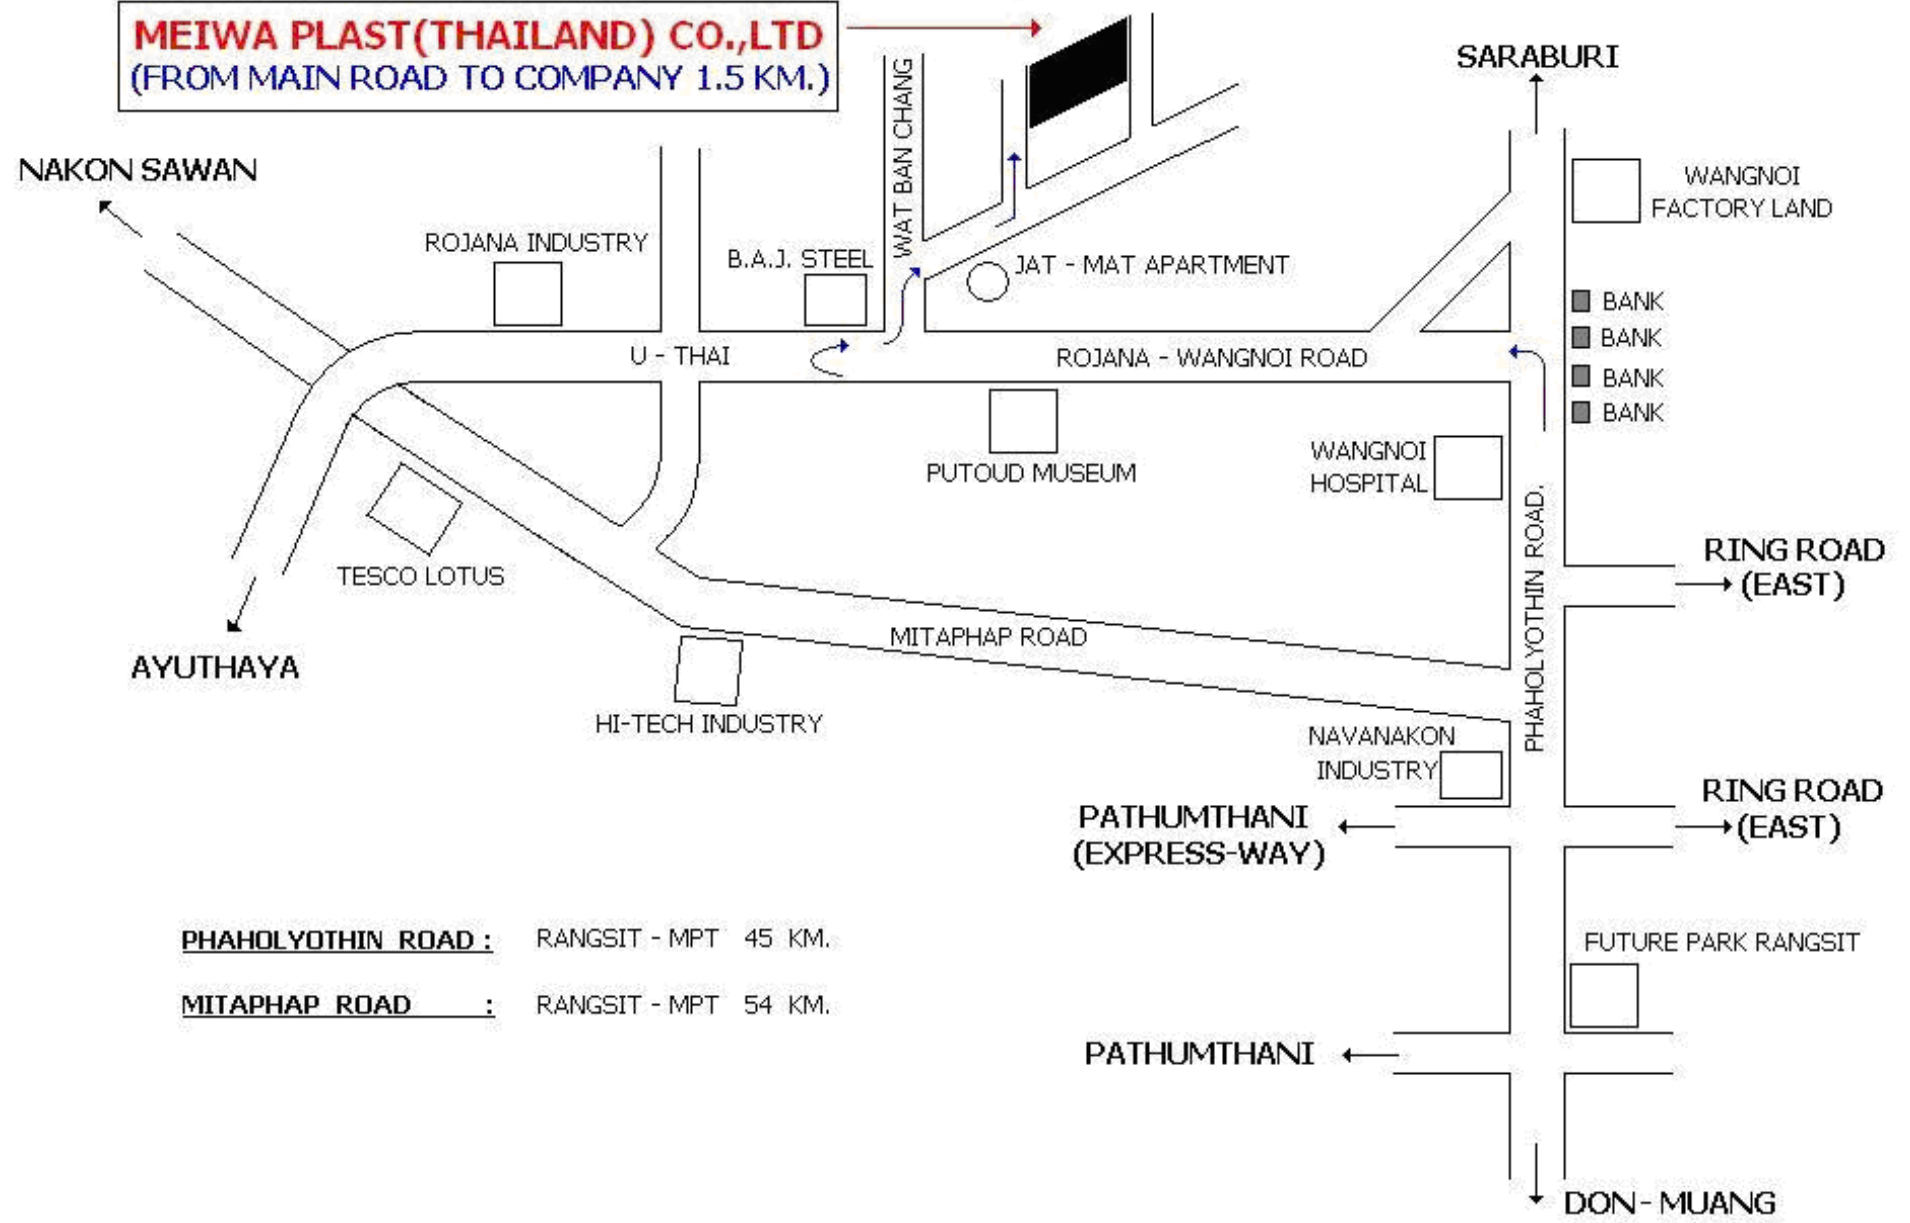 MEIWA PLAST(THAILAND) CO.,LTD
(FROM MAIN ROAD TO COMPANY 1.5 KM.)
SARABURI
NAKON SAWAN
WAT BAN CHANG
WANGNOI
FACTORY LAND
ROJANA INDUSTRY
B.A.J. STEEL
JAT - MAT APARTMENT
BANK
BANK
BANK
BANK
U - THAI
ROJANA - WANGNOI ROAD
PUTOUD MUSEUM
WANGNOI
HOSPITAL
PHAHOLYOTHIN ROAD.
RING ROAD
(EAST)
TESCO LOTUS
MITAPHAP ROAD
AYUTHAYA
HI-TECH INDUSTRY
NAVANAKON
INDUSTRY
RING ROAD
(EAST)
PATHUMTHANI
(EXPRESS-WAY)
PHAHOLYOTHIN ROAD : RANGSIT - MPT 45 KM.
FUTURE PARK RANGSIT
MITAPHAP ROAD : RANGSIT - MPT 54 KM.
PATHUMTHANI
DON- MUANG